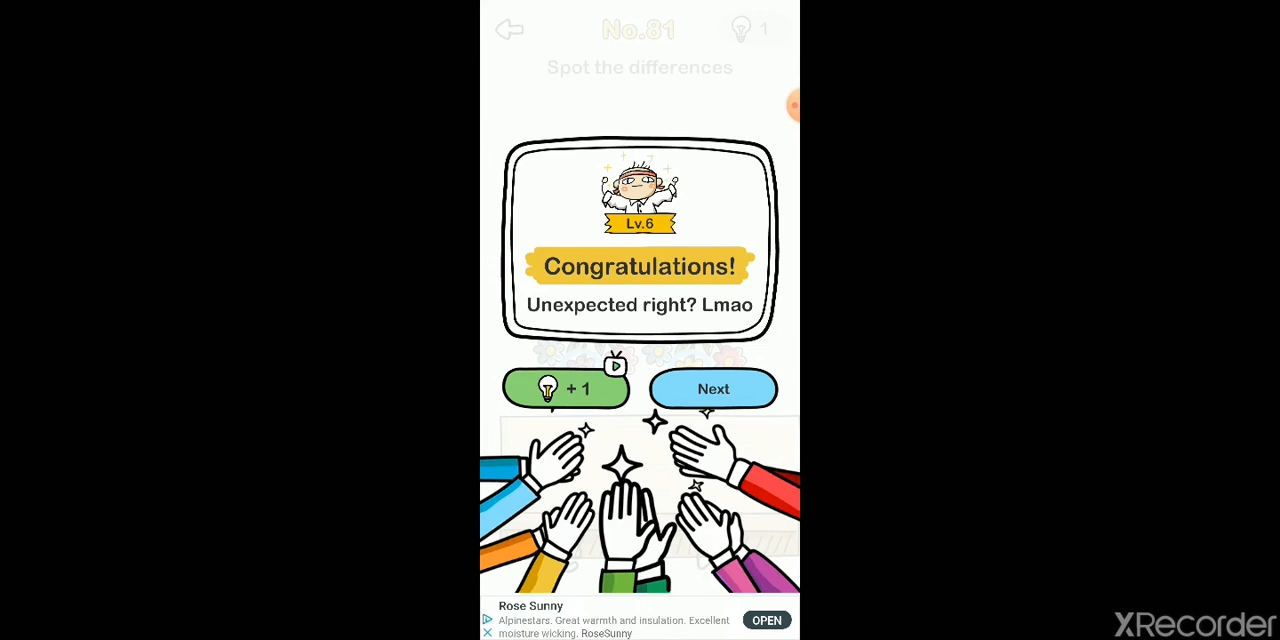 No.81
1
Spot the differences
Lv.6
Congratulations!
Unexpected right? Lmao
+ 1
Next
Rose Sunny
Alpinestars. Great warmth and insulation. Excellent
moisture wicking. RoseSunny
OPEN
XRecorder